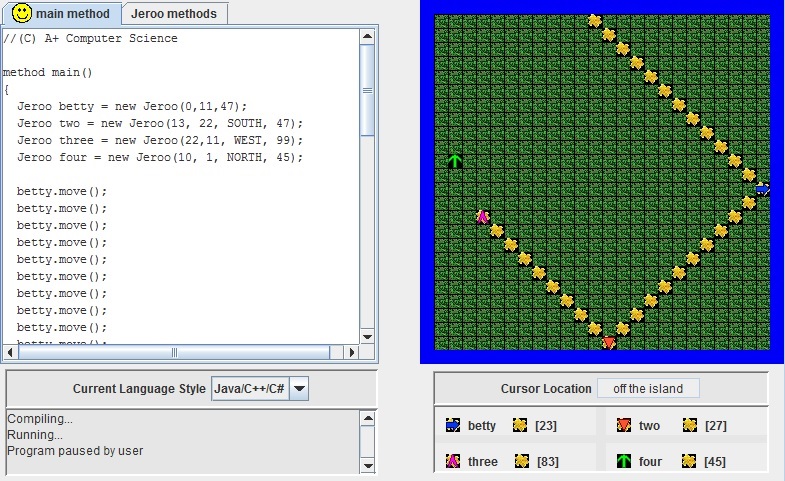 main method Jeroo methods
//(C) A+ Computer Science
method main()
{
Jeroo betty = new Jeroo(0,11,47);
Jeroo two = new Jeroo(13, 22, SOUTH, 47);
Jeroo three = new Jeroo(22,11, WEST, 99);
Jeroo four = new Jeroo(10, 1, NORTH, 45);
betty.move();
betty.move();
betty.move();
betty.move();
betty.move();
betty.move();
betty.move();
betty.move();
betty.move();
betty.move();
Current Language Style Java/C++/C#
Compiling...
Running...
Program paused by user
Cursor Location off the island
betty [23] two [27]
three [83] four [45]